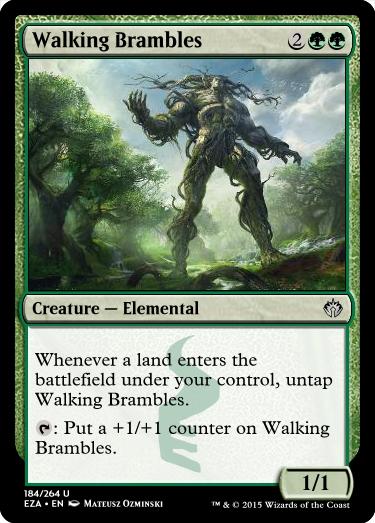 Walking Brambles 2
Creature — Elemental
Whenever a land enters the
battlefield under your control, untap
Walking Brambles.
: Put a +1/+1 counter on Walking
Brambles.
1/1
184/264 U
EZA • EN MATEUSZ OZMINSKI ™ & © 2015 Wizards of the Coast